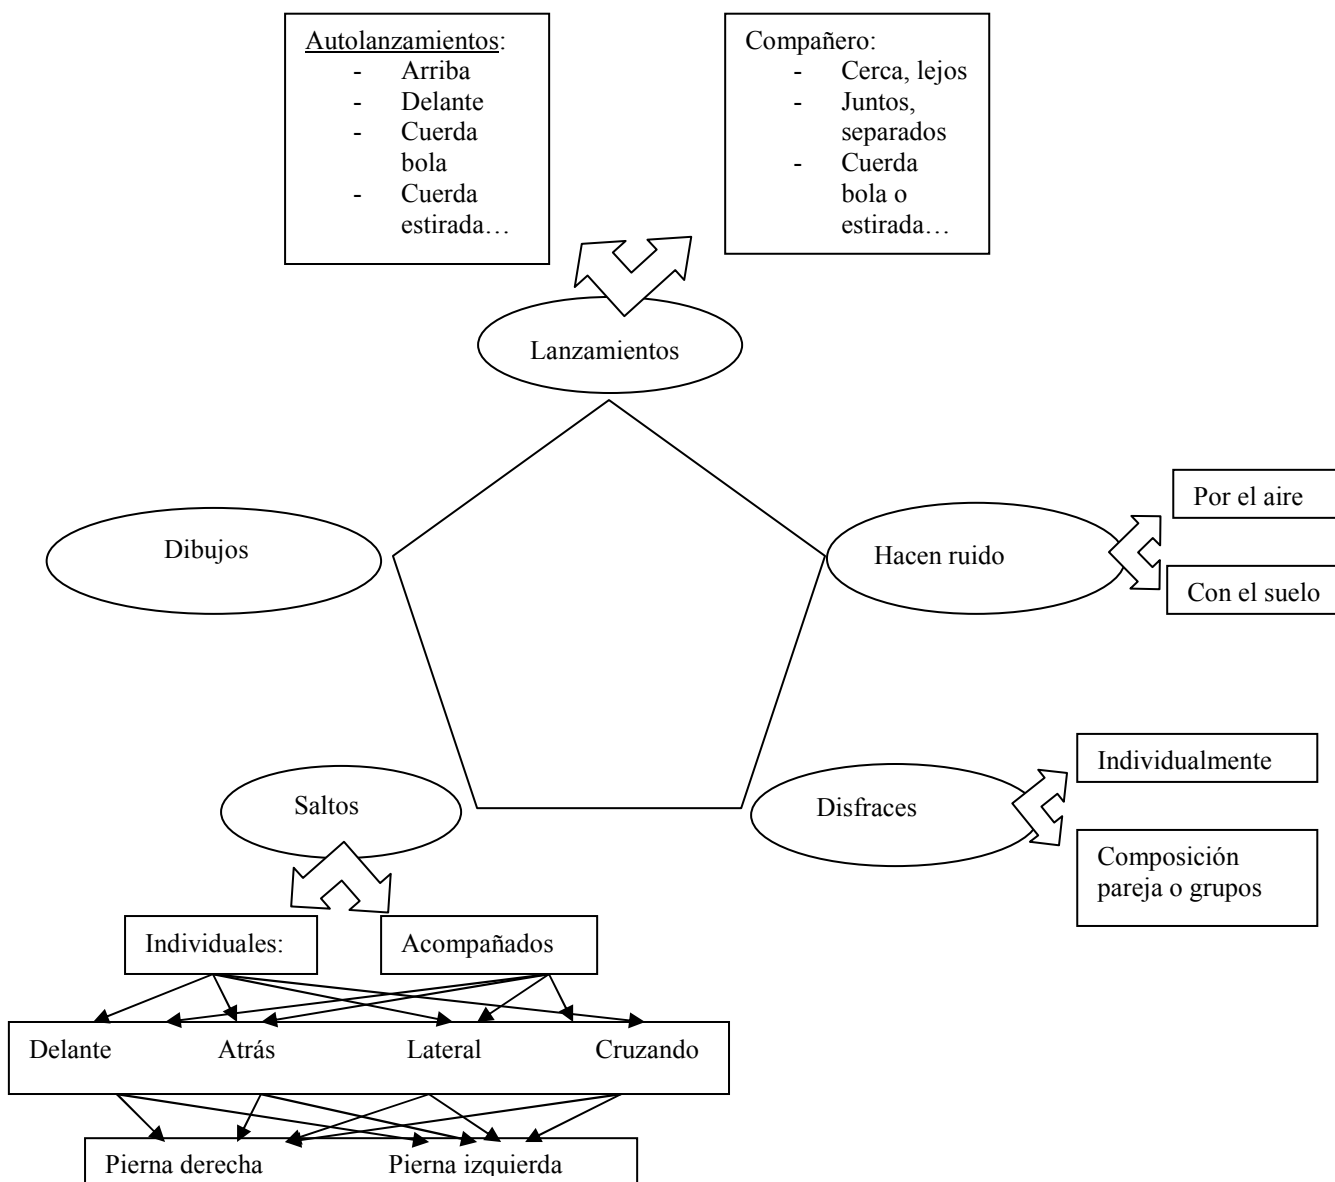 Autolanzamientos:
- Arriba
- Delante
- Cuerda
bola
- Cuerda
estirada…
Compañero:
- Cerca, lejos
- Juntos,
separados
- Cuerda
bola o
estirada…
Lanzamientos
Dibujos
Hacen ruido
Por el aire
Con el suelo
Saltos
Disfraces
Individualmente
Composición
pareja o grupos
Individuales:
Acompañados
Delante Atrás Lateral Cruzando
Pierna derecha Pierna izquierda